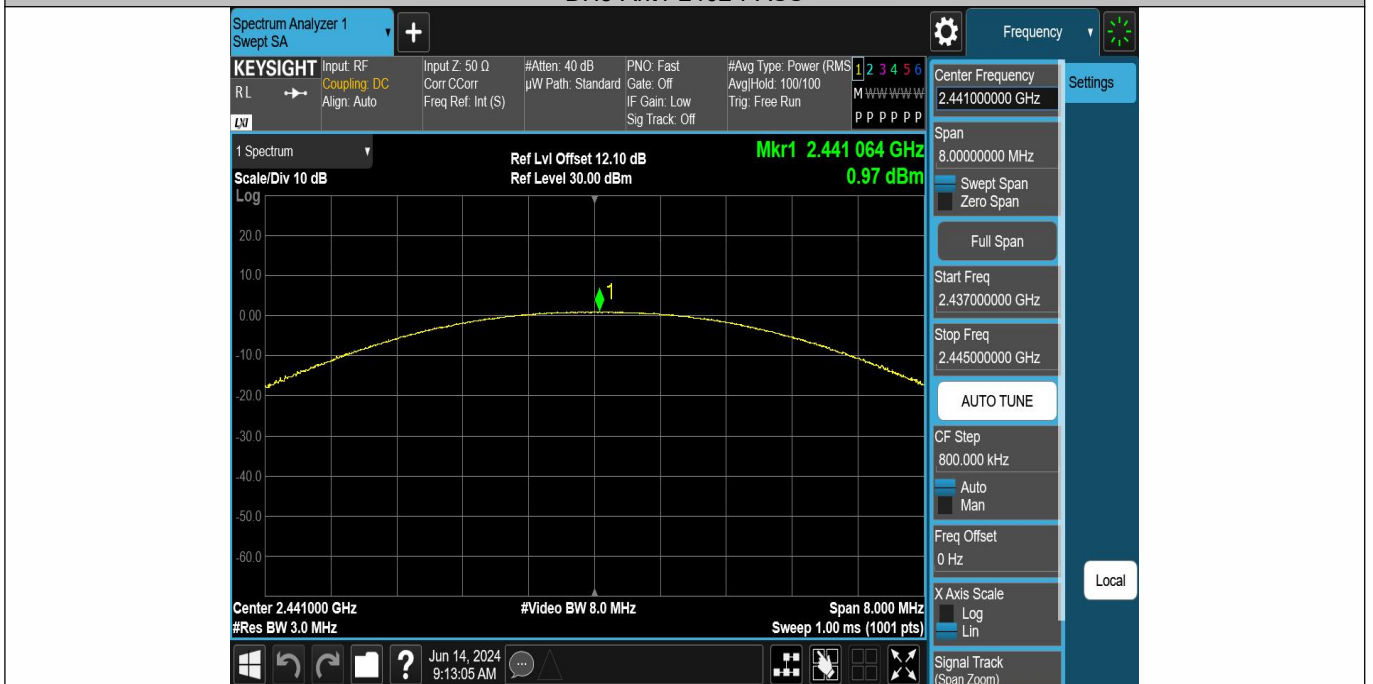 Spectrum Analyzer 1
Swept SA
Frequency
KEYSIGHT
RL
LXI
Input: RF
Coupling: DC
Align: Auto
Input Z: 50 Ω
Corr CCorr
Freq Ref: Int (S)
#Atten: 40 dB
µW Path: Standard
PNO: Fast
Gate: Off
IF Gain: Low
Sig Track: Off
#Avg Type: Power (RMS
Avg|Hold: 100/100
Trig: Free Run
1 2 3 4 5 6
M W W W W W
P P P P P P
1 Spectrum
Scale/Div 10 dB
Log
Ref Lvl Offset 12.10 dB
Ref Level 30.00 dBm
Mkr1 2.441 064 GHz
0.97 dBm
1
20.0
10.0
0.00
-10.0
-20.0
-30.0
-40.0
-50.0
-60.0
Center 2.441000 GHz
#Video BW 8.0 MHz
Span 8.000 MHz
#Res BW 3.0 MHz
Sweep 1.00 ms (1001 pts)
Center Frequency
2.441000000 GHz
Settings
Span
8.00000000 MHz
Swept Span
Zero Span
Full Span
Start Freq
2.437000000 GHz
Stop Freq
2.445000000 GHz
AUTO TUNE
CF Step
800.000 kHz
Auto
Man
Freq Offset
0 Hz
Local
X Axis Scale
Log
Lin
Signal Track
(Span Zoom)
?
Jun 14, 2024
9:13:05 AM